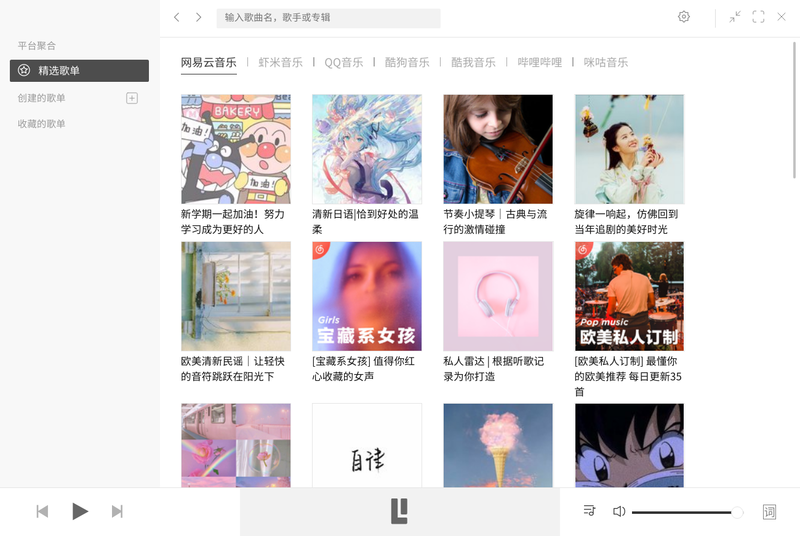 输入歌曲名，歌手或专辑
平台聚合
精选歌单
创建的歌单
收藏的歌单
网易云音乐 | 虾米音乐 | QQ音乐 | 酷狗音乐 | 酷我音乐 | 哔哩哔哩 | 咪咕音乐
BAKERY
加油!
加油!
新学期一起加油！努力
学习成为更好的人
清新日语|恰到好处的温
柔
节奏小提琴｜古典与流
行的激情碰撞
旋律一响起，仿佛回到
当年追剧的美好时光
Girls
宝藏系女孩
Pop music
欧美私人订制
欧美清新民谣｜让轻快
的音符跳跃在阳光下
[宝藏系女孩] 值得你红
心收藏的女声
私人雷达 | 根据听歌记
录为你打造
[欧美私人订制] 最懂你
的欧美推荐 每日更新35
首
自律
词